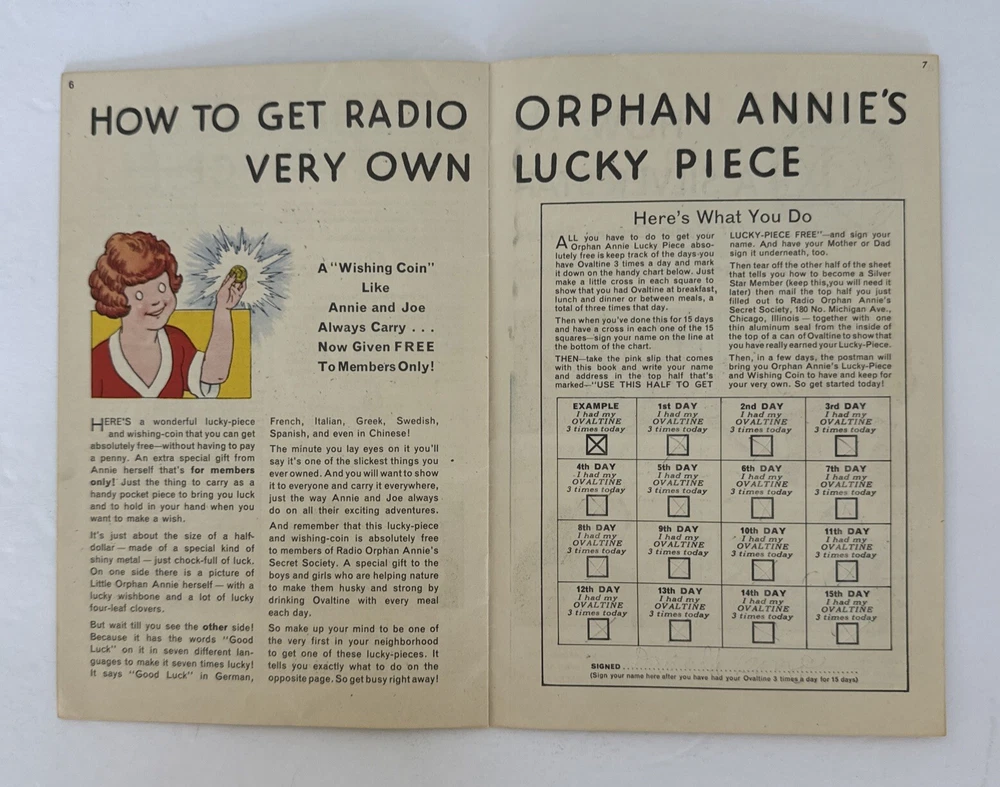 6
HOW TO GET RADIO
VERY OWN
A "Wishing Coin"
Like
Annie and Joe
Always Carry . . .
Now Given FREE
To Members Only!
HERE'S a wonderful lucky-piece
and wishing-coin that you can get
absolutely free—without having to pay
a penny. An extra special gift from
Annie herself that's for members
only! Just the thing to carry as a
handy pocket piece to bring you luck
and to hold in your hand when you
want to make a wish.
It's just about the size of a half-
dollar—made of a special kind of
shiny metal—just chock-full of luck.
On one side there is a picture of
Little Orphan Annie herself—with a
lucky wishbone and a lot of lucky
four-leaf clovers.
But wait till you see the other side!
Because it has the words "Good
Luck" on it in seven different lan-
guages to make it seven times lucky!
It says "Good Luck" in German,
French, Italian, Greek, Swedish,
Spanish, and even in Chinese!
The minute you lay eyes on it you'll
say it's one of the slickest things you
ever owned. And you will want to show
it to everyone and carry it everywhere,
just the way Annie and Joe always
do on all their exciting adventures.
And remember that this lucky-piece
and wishing-coin is absolutely free
to members of Radio Orphan Annie's
Secret Society. A special gift to the
boys and girls who are helping nature
to make them husky and strong by
drinking Ovaltine with every meal
each day.
So make up your mind to be one of
the very first in your neighborhood
to get one of these lucky-pieces. It
tells you exactly what to do on the
opposite page. So get busy right away!
7
ORPHAN ANNIE'S
LUCKY PIECE
Here's What You Do
ALL you have to do to get your
Orphan Annie Lucky Piece abso-
lutely free is keep track of the days you
have Ovaltine 3 times a day and mark
it down on the handy chart below. Just
make a little cross in each square to
show that you had Ovaltine at breakfast,
lunch and dinner or between meals, a
total of three times that day.
Then when you've done this for 15 days
and have a cross in each one of the 15
squares—sign your name on the line at
the bottom of the chart.
THEN—take the pink slip that comes
with this book and write your name
and address in the top half that's
marked—"USE THIS HALF TO GET
LUCKY-PIECE FREE"—and sign your
name. And have your Mother or Dad
sign it underneath, too.
Then tear off the other half of the sheet
that tells you how to become a Silver
Star Member (keep this, you will need it
later) then mail the top half you just
filled out to Radio Orphan Annie's
Secret Society, 180 No. Michigan Ave.,
Chicago, Illinois—together with one
thin aluminum seal from the inside of
the top of a can of Ovaltine to show that
you have really earned your Lucky-Piece.
Then, in a few days, the postman will
bring you Orphan Annie's Lucky-Piece
and Wishing Coin to have and keep for
your very own. So get started today!
EXAMPLE 1st DAY 2nd DAY 3rd DAY
I had my I had my I had my I had my
OVALTINE OVALTINE OVALTINE OVALTINE
3 times today 3 times today 3 times today 3 times today
4th DAY 5th DAY 6th DAY 7th DAY
I had my I had my I had my I had my
OVALTINE OVALTINE OVALTINE OVALTINE
3 times today 3 times today 3 times today 3 times today
8th DAY 9th DAY 10th DAY 11th DAY
I had my I had my I had my I had my
OVALTINE OVALTINE OVALTINE OVALTINE
3 times today 3 times today 3 times today 3 times today
12th DAY 13th DAY 14th DAY 15th DAY
I had my I had my I had my I had my
OVALTINE OVALTINE OVALTINE OVALTINE
3 times today 3 times today 3 times today 3 times today
SIGNED
(Sign your name here after you have had your Ovaltine 3 times a day for 15 days)